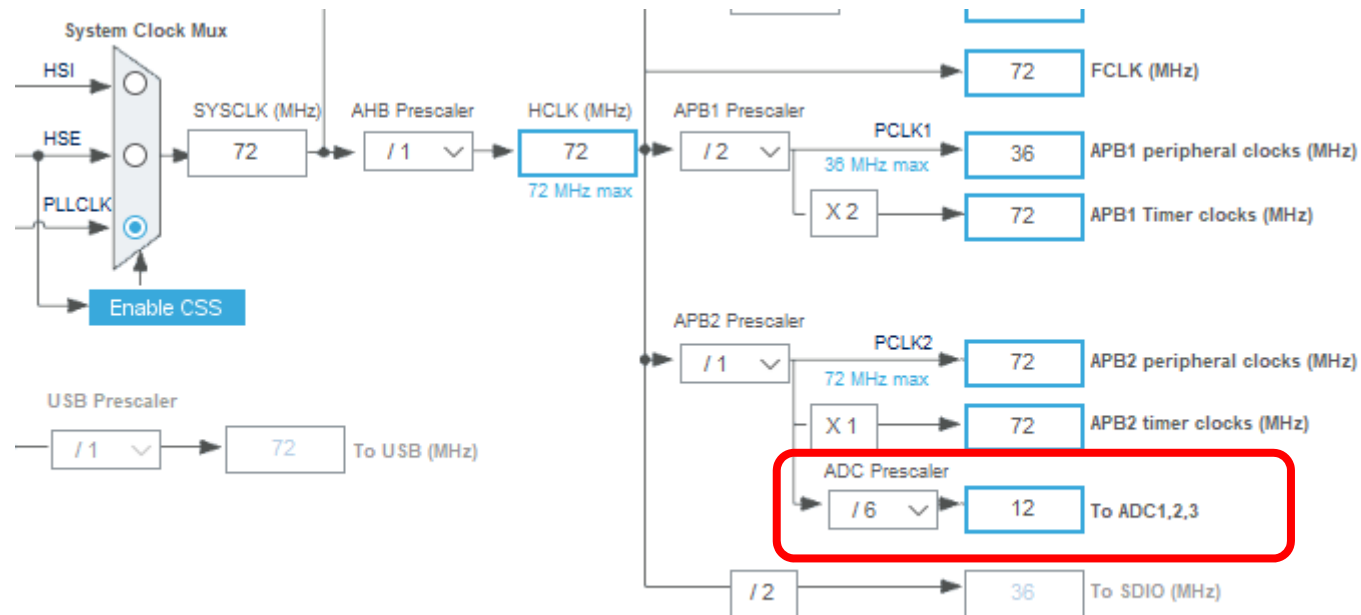 System Clock Mux
HSI
HSE
PLLCLK
Enable CSS
SYSCLK (MHz)
72
AHB Prescaler
/ 1
HCLK (MHz)
72
72 MHz max
72
FCLK (MHz)
APB1 Prescaler
/ 2
PCLK1
36 MHz max
36
APB1 peripheral clocks (MHz)
X 2
72
APB1 Timer clocks (MHz)
APB2 Prescaler
/ 1
PCLK2
72 MHz max
72
APB2 peripheral clocks (MHz)
X 1
72
APB2 timer clocks (MHz)
ADC Prescaler
/ 6
12
To ADC1,2,3
USB Prescaler
/ 1
72
To USB (MHz)
/ 2
36
To SDIO (MHz)